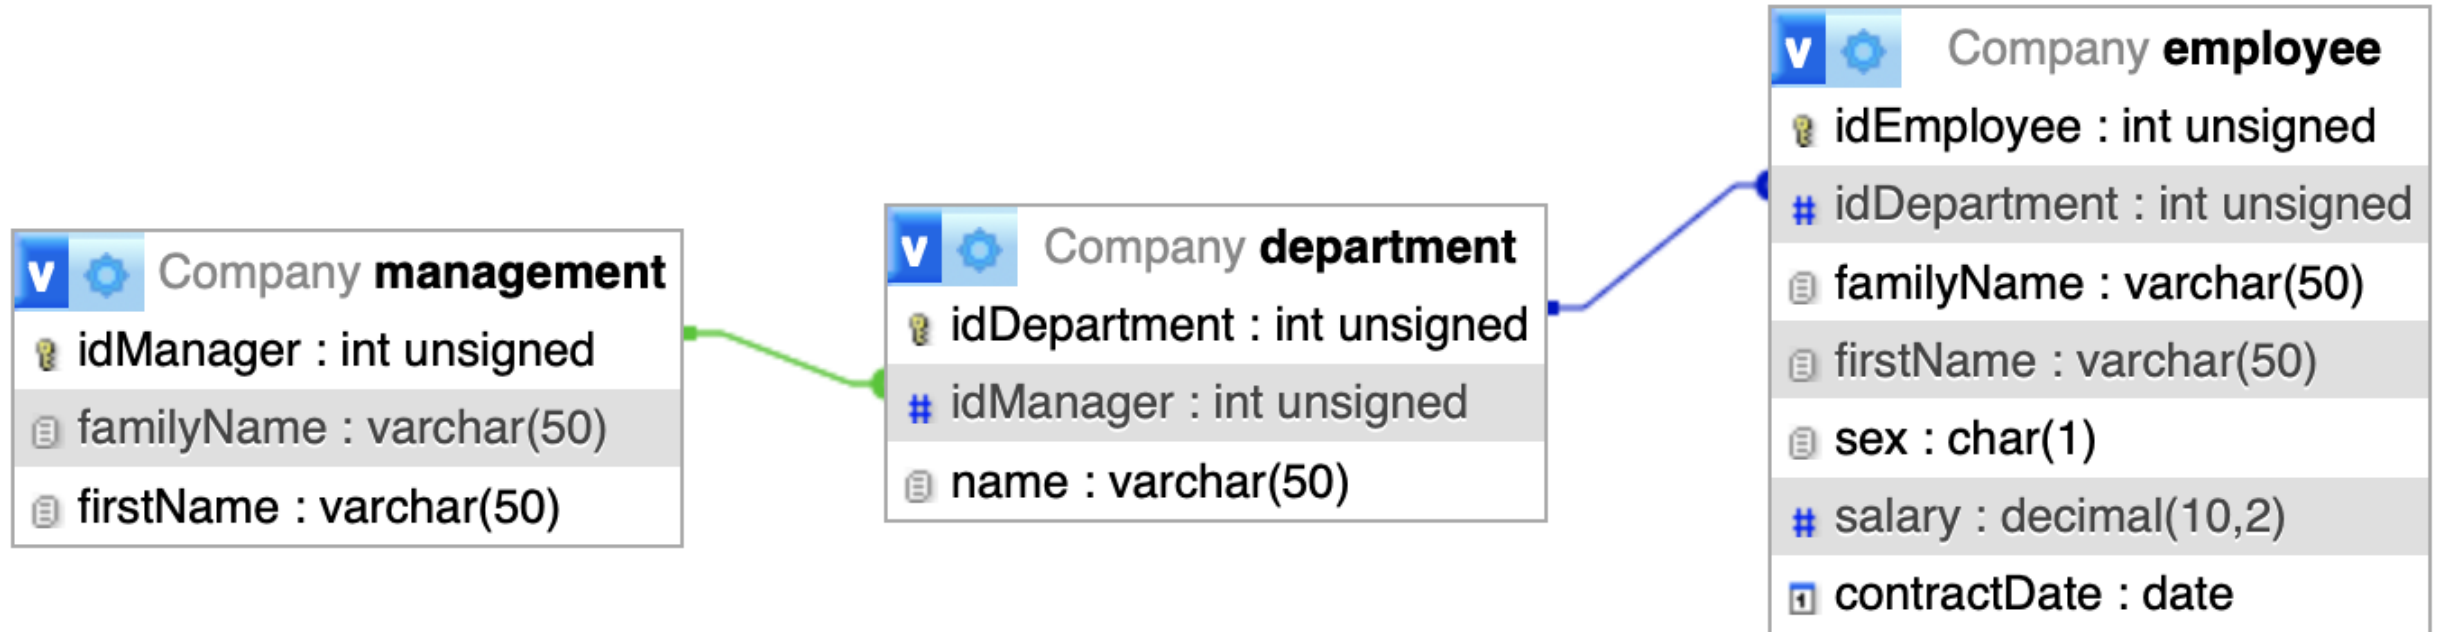 Company management
idManager : int unsigned
familyName : varchar(50)
firstName : varchar(50)
Company department
idDepartment : int unsigned
idManager : int unsigned
name : varchar(50)
Company employee
idEmployee : int unsigned
idDepartment : int unsigned
familyName : varchar(50)
firstName : varchar(50)
sex : char(1)
salary : decimal(10,2)
contractDate : date